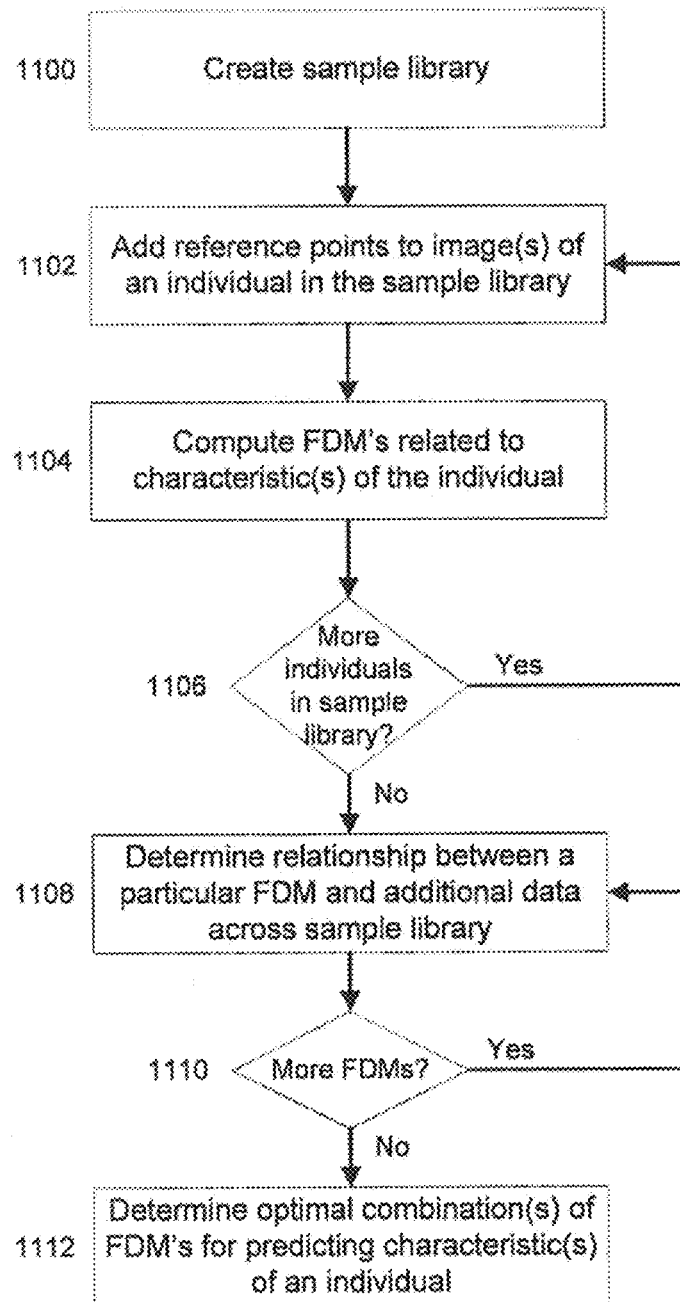 1100
Create sample library
1102
Add reference points to image(s) of
an individual in the sample library
1104
Compute FDM's related to
characteristic(s) of the individual
1106
More
individuals
in sample
library?
Yes
No
1108
Determine relationship between a
particular FDM and additional data
across sample library
1110
More FDMs?
Yes
No
1112
Determine optimal combination(s) of
FDM's for predicting characteristic(s)
of an individual